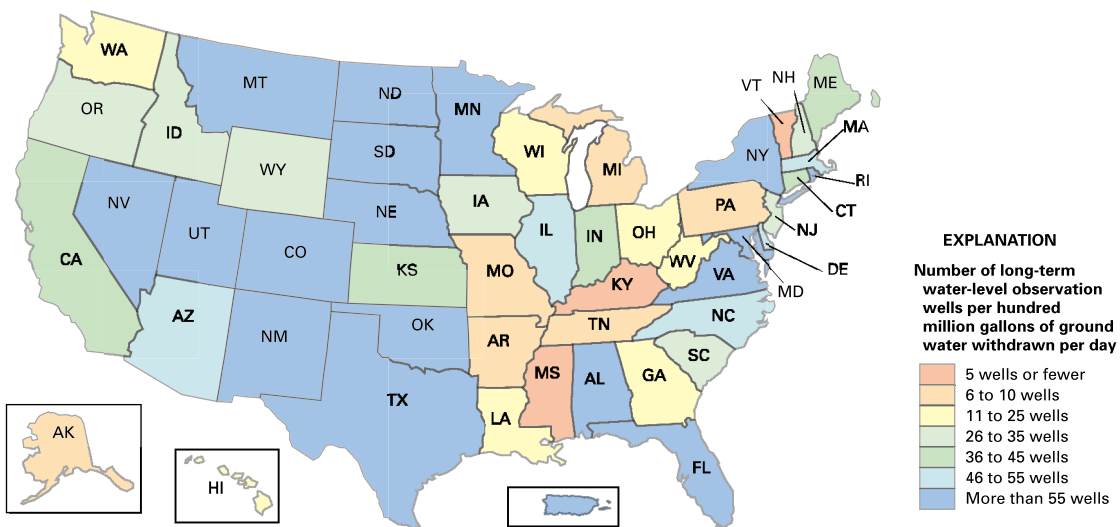 WA
MT
ND
MN
OR
ID
SD
WY
WI
MI
VT
NH
ME
NY
MA
RI
CT
NJ
NV
UT
CO
NE
IA
IL
IN
OH
PA
WV
VA
DE
MD
CA
KS
MO
KY
AZ
NM
OK
AR
TN
NC
SC
TX
LA
MS
AL
GA
FL
AK
HI
EXPLANATION
Number of long-term
water-level observation
wells per hundred
million gallons of ground
water withdrawn per day
5 wells or fewer
6 to 10 wells
11 to 25 wells
26 to 35 wells
36 to 45 wells
46 to 55 wells
More than 55 wells